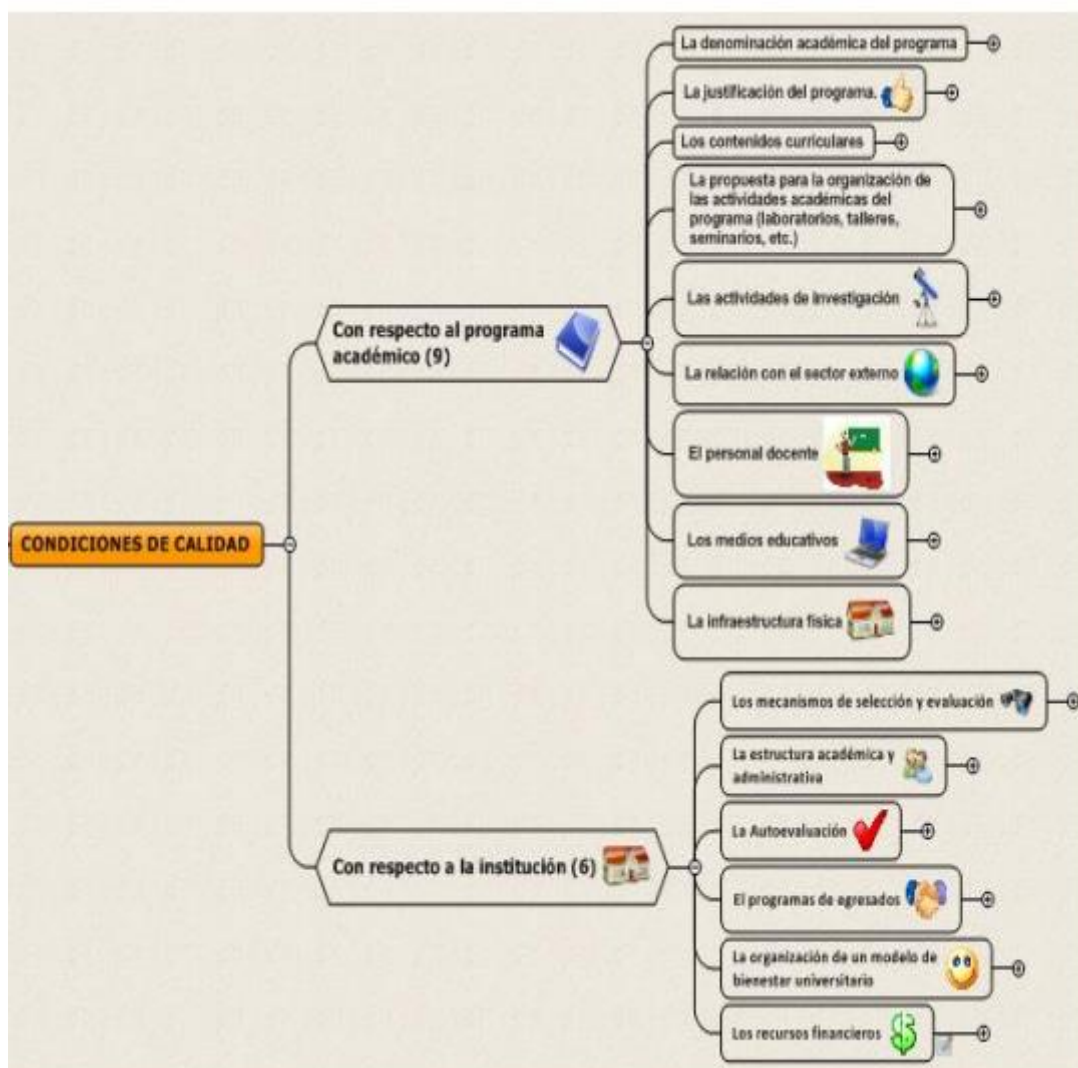 La denominación académica del programa
La justificación del programa.
Los contenidos curriculares
La propuesta para la organización de
las actividades académicas del
programa (laboratorios, talleres,
seminarios, etc.)
Las actividades de investigación
Con respecto al programa
académico (9)
La relación con el sector externo
El personal docente
Los medios educativos
La infraestructura física
CONDICIONES DE CALIDAD
Los mecanismos de selección y evaluación
La estructura académica y
administrativa
La Autoevaluación
Con respecto a la institución (6)
El programas de egresados
La organización de un modelo de
bienestar universitario
Los recursos financieros